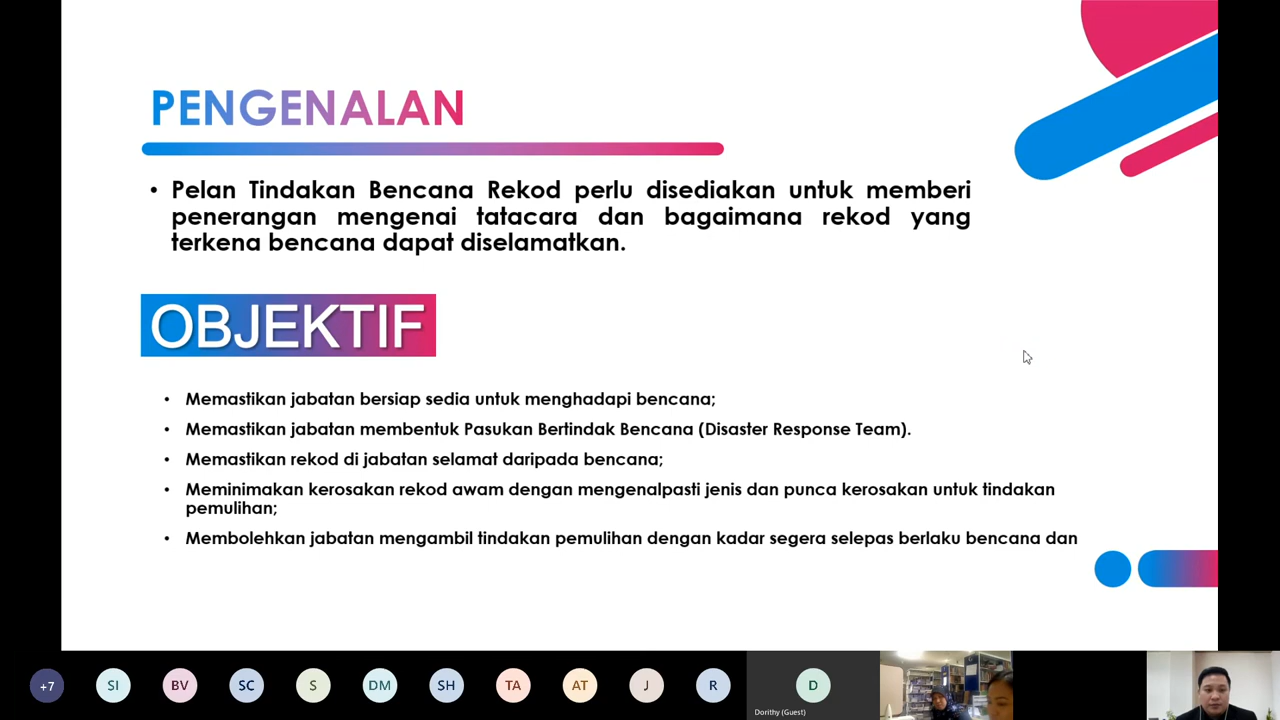 PENGENALAN
• Pelan Tindakan Bencana Rekod perlu disediakan untuk memberi
penerangan mengenai tatacara dan bagaimana rekod yang
terkena bencana dapat diselamatkan.
OBJEKTIF
• Memastikan jabatan bersiap sedia untuk menghadapi bencana;
• Memastikan jabatan membentuk Pasukan Bertindak Bencana (Disaster Response Team).
• Memastikan rekod di jabatan selamat daripada bencana;
• Meminimakan kerosakan rekod awam dengan mengenalpasti jenis dan punca kerosakan untuk tindakan
pemulihan;
• Membolehkan jabatan mengambil tindakan pemulihan dengan kadar segera selepas berlaku bencana dan
+7 SI BV SC S DM SH TA AT J R D
Dorithy (Guest)